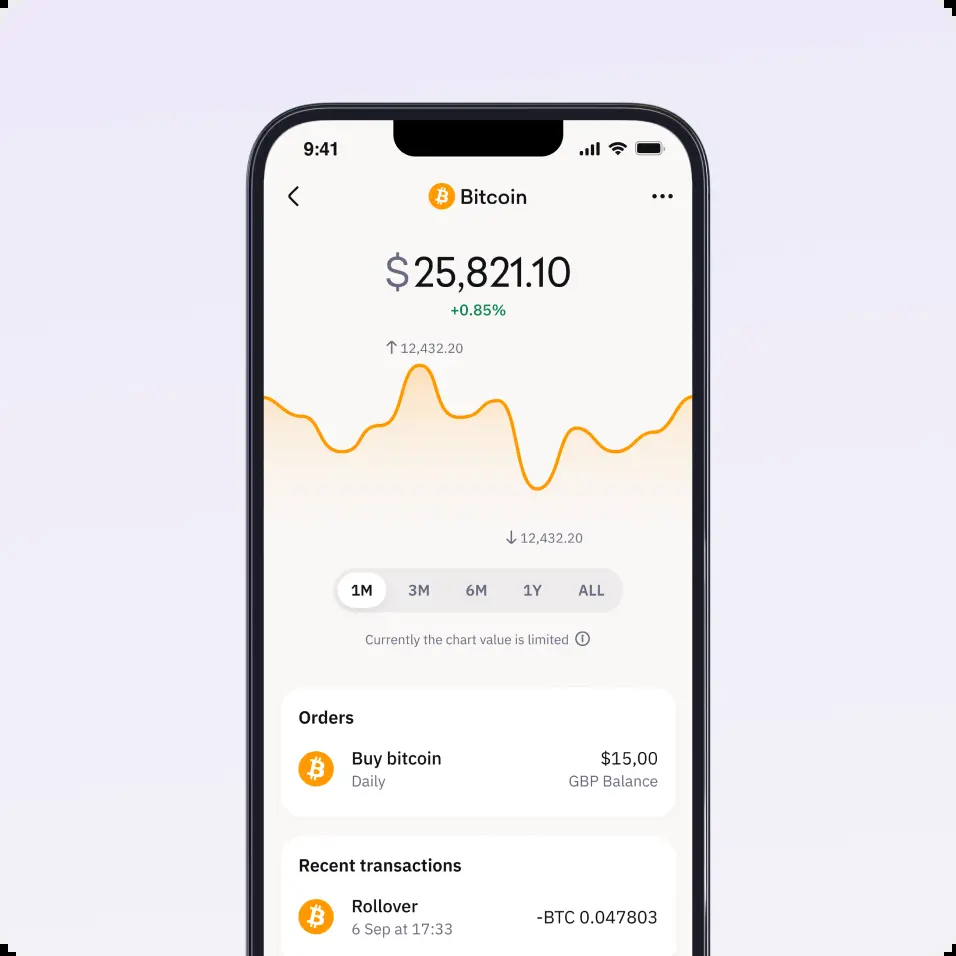 9:41
Bitcoin
$25,821.10
+0.85%
↑ 12,432.20
↓ 12,432.20
1M 3M 6M 1Y ALL
Currently the chart value is limited
Orders
Buy bitcoin $15,00
Daily GBP Balance
Recent transactions
Rollover
-BTC 0.047803
6 Sep at 17:33